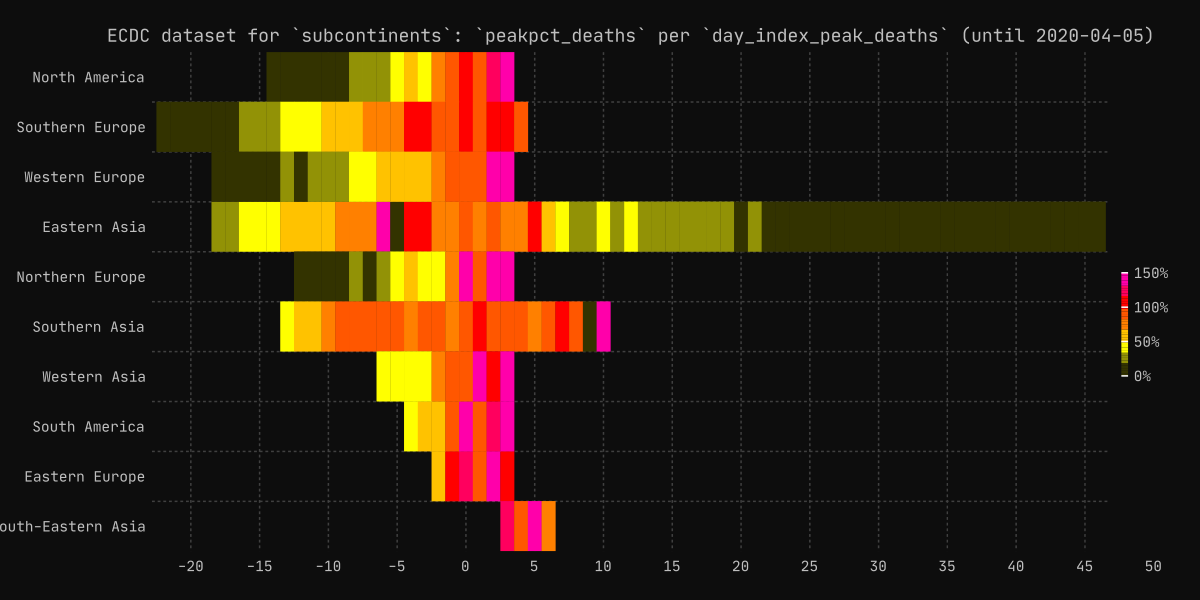 ECDC dataset for `subcontinents`: `peakpct_deaths` per `day_index_peak_deaths` (until 2020-04-05)
North America
Southern Europe
Western Europe
Eastern Asia
Northern Europe
Southern Asia
Western Asia
South America
Eastern Europe
outh-Eastern Asia
150%
100%
50%
0%
-20 -15 -10 -5 0 5 10 15 20 25 30 35 40 45 50